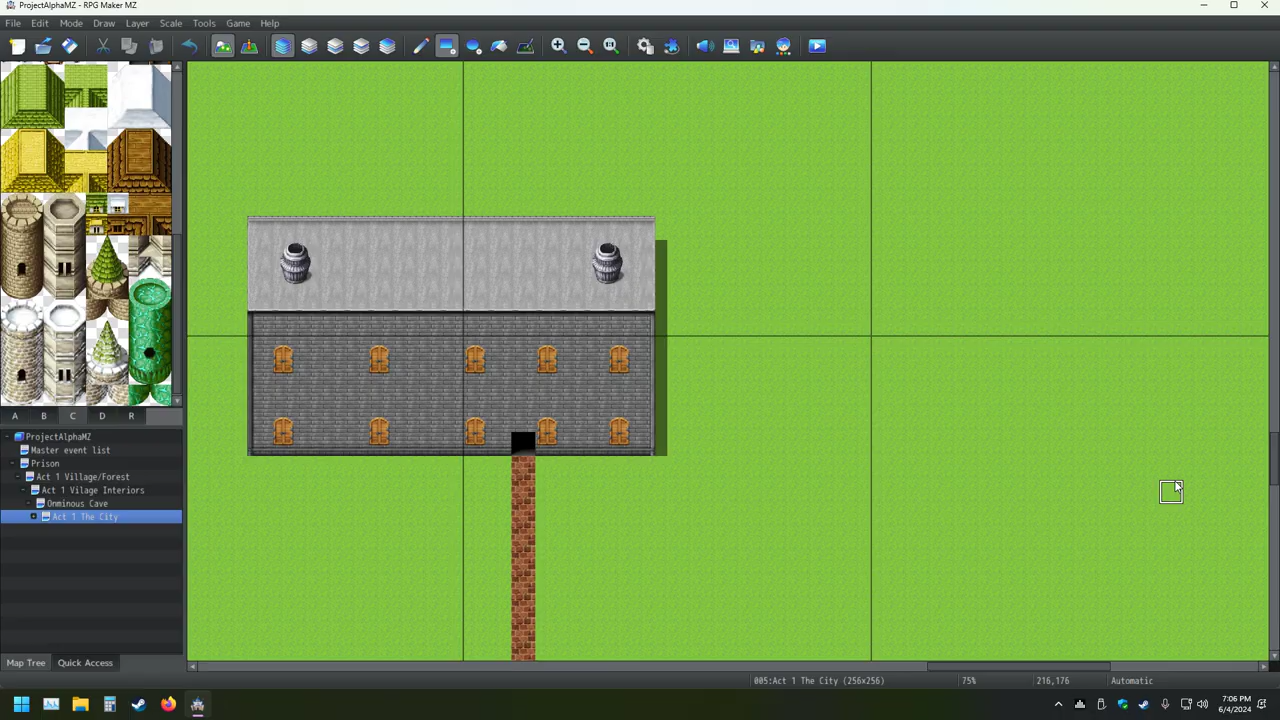 ProjectAlphaMZ - RPG Maker MZ
File Edit Mode Draw Layer Scale Tools Game Help
A B C D R
ProjectAlphaMZ
Master event list
Prison
Act 1 Village/Forest
Act 1 Vilage Interiors
Onminous Cave
Act 1 The City
Map Tree Quick Access
005:Act 1 The City (256x256) 75% 216,176 Automatic
7:06 PM
6/4/2024